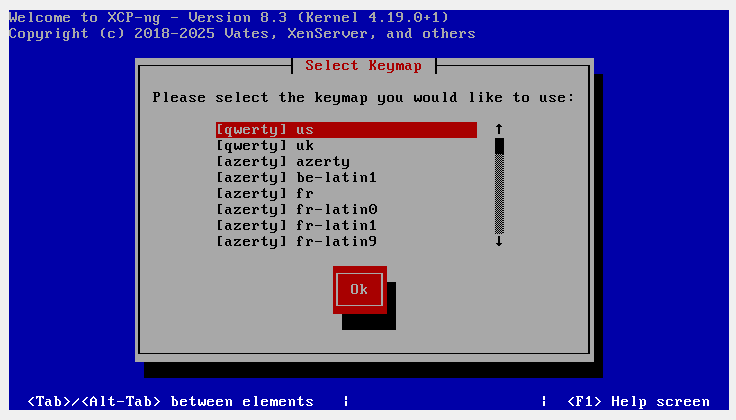 Welcome to XCP-ng - Version 8.3 (Kernel 4.19.0+1)
Copyright (c) 2018-2025 Vates, XenServer, and others
Select Keymap
Please select the keymap you would like to use:
[qwerty] us
[qwerty] uk
[azerty] azerty
[azerty] be-latin1
[azerty] fr
[azerty] fr-latin0
[azerty] fr-latin1
[azerty] fr-latin9
Ok
<Tab>/<Alt-Tab> between elements | | <F1> Help screen